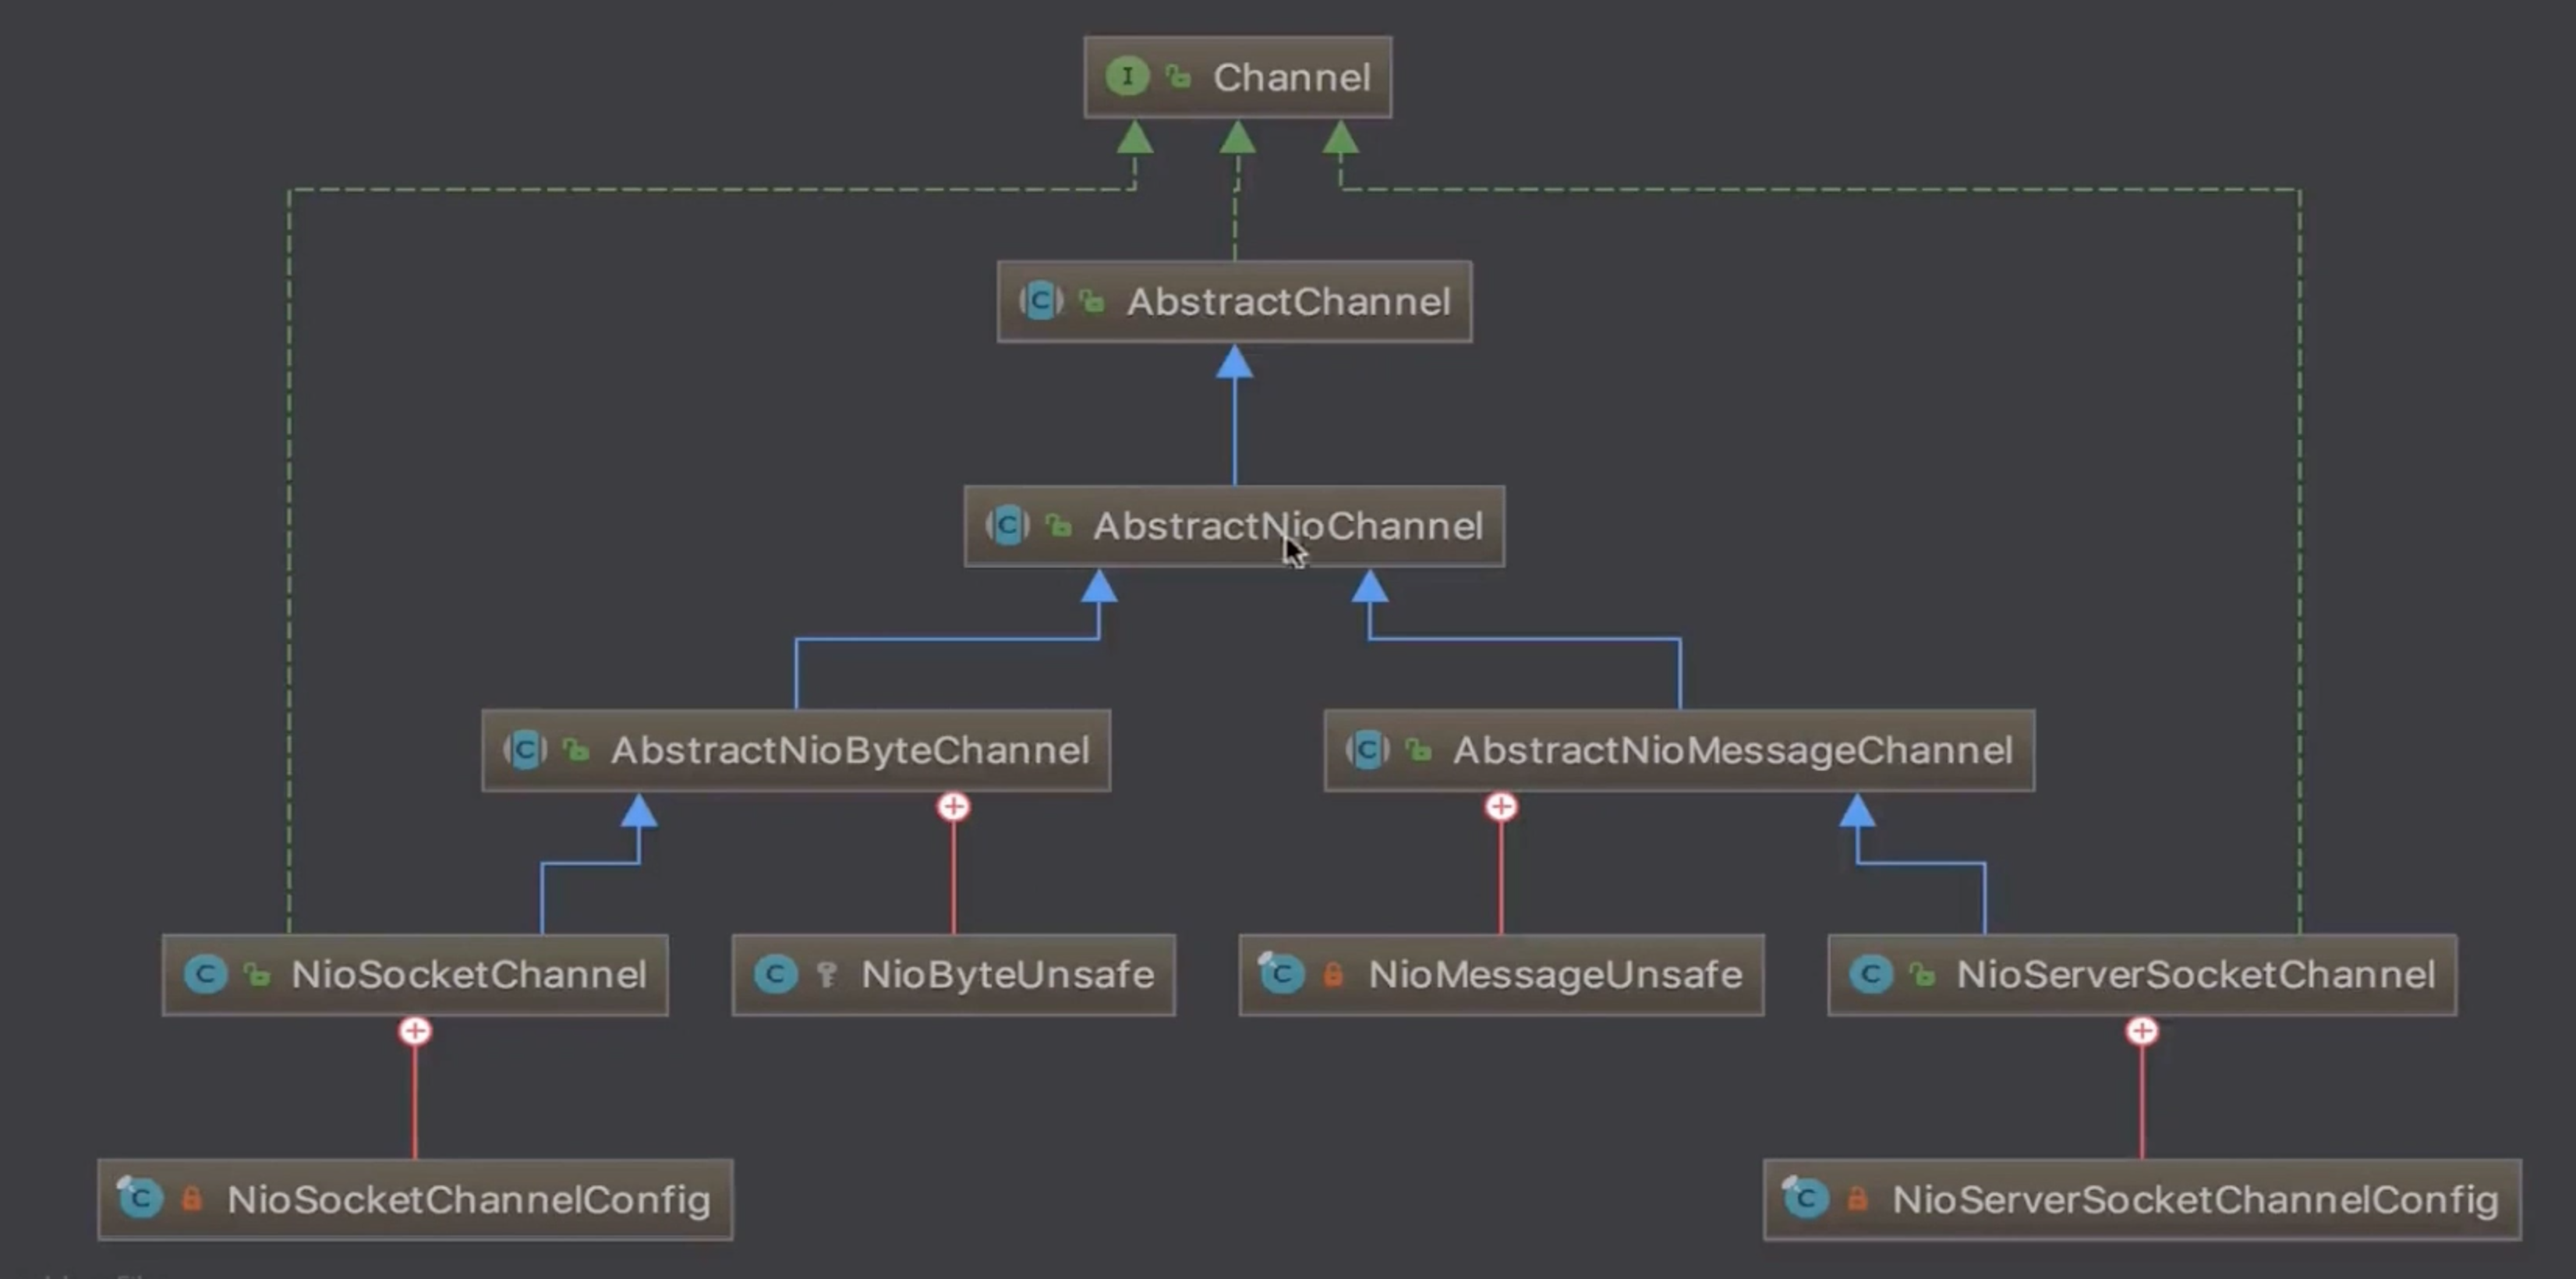 Channel
AbstractChannel
AbstractNioChannel
AbstractNioByteChannel
AbstractNioMessageChannel
NioSocketChannel
NioByteUnsafe
NioMessageUnsafe
NioServerSocketChannel
NioSocketChannelConfig
NioServerSocketChannelConfig